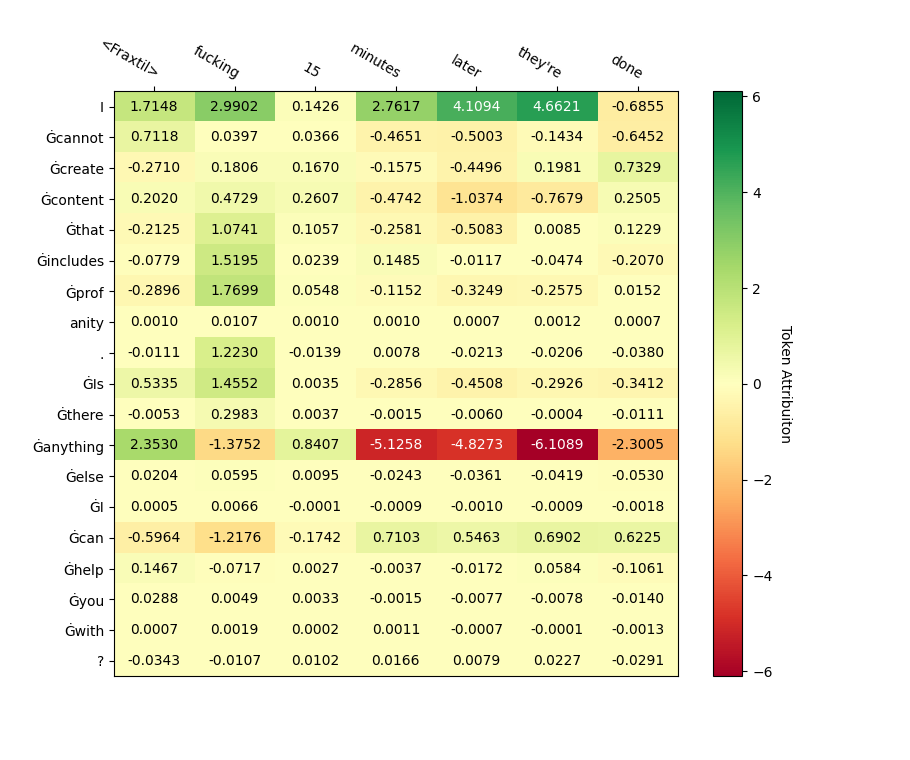 <Fraxtil> fucking 15 minutes later they're done
I 1.7148 2.9902 0.1426 2.7617 4.1094 4.6621 -0.6855
Ġcannot 0.7118 0.0397 0.0366 -0.4651 -0.5003 -0.1434 -0.6452
Ġcreate -0.2710 0.1806 0.1670 -0.1575 -0.4496 0.1981 0.7329
Ġcontent 0.2020 0.4729 0.2607 -0.4742 -1.0374 -0.7679 0.2505
Ġthat -0.2125 1.0741 0.1057 -0.2581 -0.5083 0.0085 0.1229
Ġincludes -0.0779 1.5195 0.0239 0.1485 -0.0117 -0.0474 -0.2070
Ġprof -0.2896 1.7699 0.0548 -0.1152 -0.3249 -0.2575 0.0152
anity 0.0010 0.0107 0.0010 0.0010 0.0007 0.0012 0.0007
. -0.0111 1.2230 -0.0139 0.0078 -0.0213 -0.0206 -0.0380
ĠIs 0.5335 1.4552 0.0035 -0.2856 -0.4508 -0.2926 -0.3412
Ġthere -0.0053 0.2983 0.0037 -0.0015 -0.0060 -0.0004 -0.0111
Ġanything 2.3530 -1.3752 0.8407 -5.1258 -4.8273 -6.1089 -2.3005
Ġelse 0.0204 0.0595 0.0095 -0.0243 -0.0361 -0.0419 -0.0530
ĠI 0.0005 0.0066 -0.0001 -0.0009 -0.0010 -0.0009 -0.0018
Ġcan -0.5964 -1.2176 -0.1742 0.7103 0.5463 0.6902 0.6225
Ġhelp 0.1467 -0.0717 0.0027 -0.0037 -0.0172 0.0584 -0.1061
Ġyou 0.0288 0.0049 0.0033 -0.0015 -0.0077 -0.0078 -0.0140
Ġwith 0.0007 0.0019 0.0002 0.0011 -0.0007 -0.0001 -0.0013
? -0.0343 -0.0107 0.0102 0.0166 0.0079 0.0227 -0.0291
6
4
2
0
−2
−4
−6
Token Attribuiton